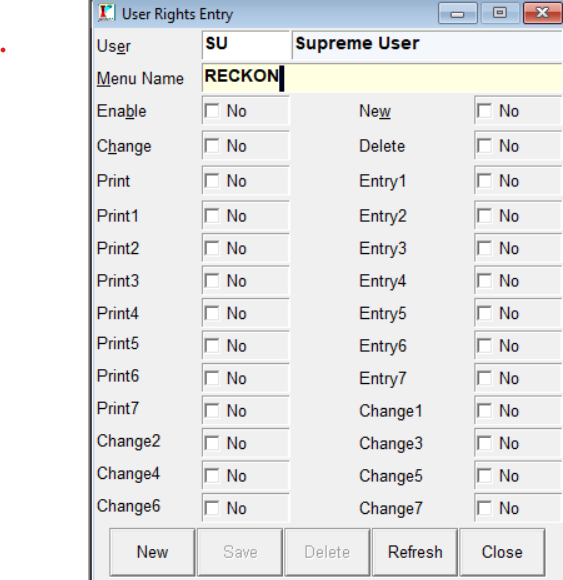 User Rights Entry
User SU Supreme User
Menu Name RECKON
Enable No New No
Change No Delete No
Print No Entry1 No
Print1 No Entry2 No
Print2 No Entry3 No
Print3 No Entry4 No
Print4 No Entry5 No
Print5 No Entry6 No
Print6 No Entry7 No
Print7 No Change1 No
Change2 No Change3 No
Change4 No Change5 No
Change6 No Change7 No
New Save Delete Refresh Close